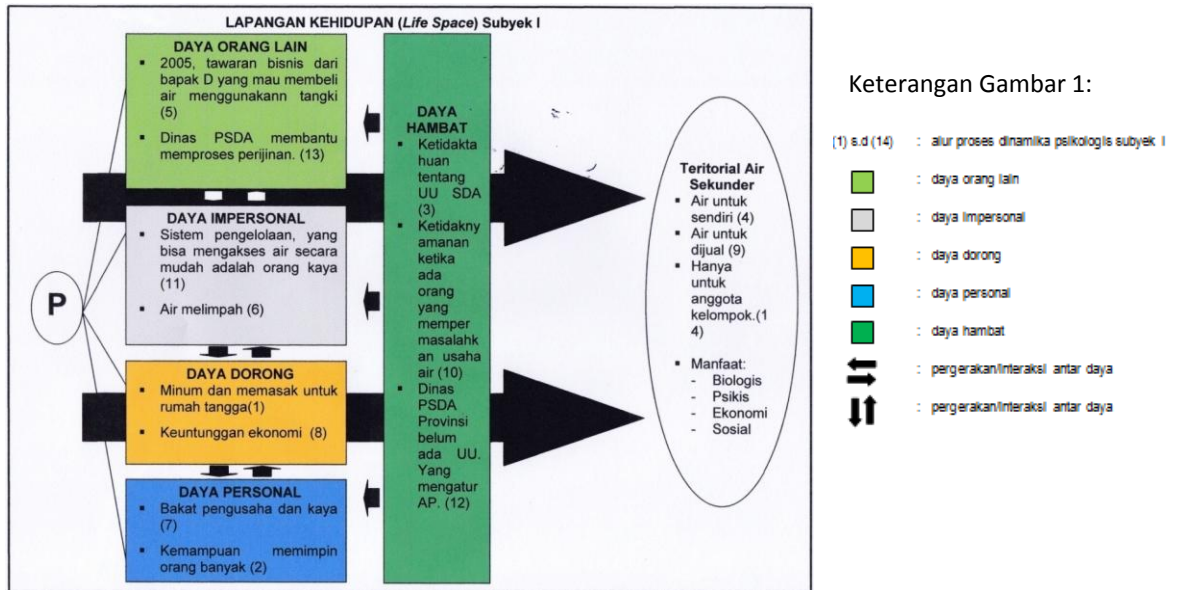 LAPANGAN KEHIDUPAN (Life Space) Subyek I
DAYA ORANG LAIN
▪ 2005, tawaran bisnis dari
bapak D yang mau membeli
air menggunakann tangki
(5)
▪ Dinas PSDA membantu
memproses perijinan. (13)
DAYA IMPERSONAL
▪ Sistem pengelolaan, yang
bisa mengakses air secara
mudah adalah orang kaya
(11)
▪ Air melimpah (6)
P
DAYA DORONG
▪ Minum dan memasak untuk
rumah tangga(1)
▪ Keuntunggan ekonomi (8)
DAYA PERSONAL
▪ Bakat pengusaha dan kaya
(7)
▪ Kemampuan memimpin
orang banyak (2)
DAYA
HAMBAT
▪ Ketidakta
huan
tentang
UU SDA
(3)
▪ Ketidakny
amanan
ketika
ada
orang
yang
memper
masalahk
an usaha
air (10)
▪ Dinas
PSDA
Provinsi
belum
ada UU.
Yang
mengatur
AP. (12)
Teritorial Air
Sekunder
▪ Air untuk
sendiri (4)
▪ Air untuk
dijual (9)
▪ Hanya
untuk
anggota
kelompok.(1
4)
▪ Manfaat:
- Biologis
- Psikis
- Ekonomi
- Sosial
Keterangan Gambar 1:
(1) s.d (14) : alur proses dinamika psikologis subyek I
: daya orang lain
: daya impersonal
: daya dorong
: daya personal
: daya hambat
: pergerakan/interaksi antar daya
: pergerakan/interaksi antar daya